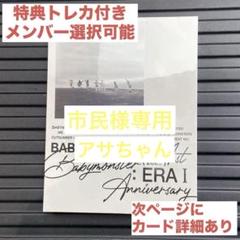 特典トレカ付き
メンバー選択可能
市民様専用
アサちゃん
BAB
Babymonster
1st
: ERA I
Anniversary
次ページに
カード詳細あり